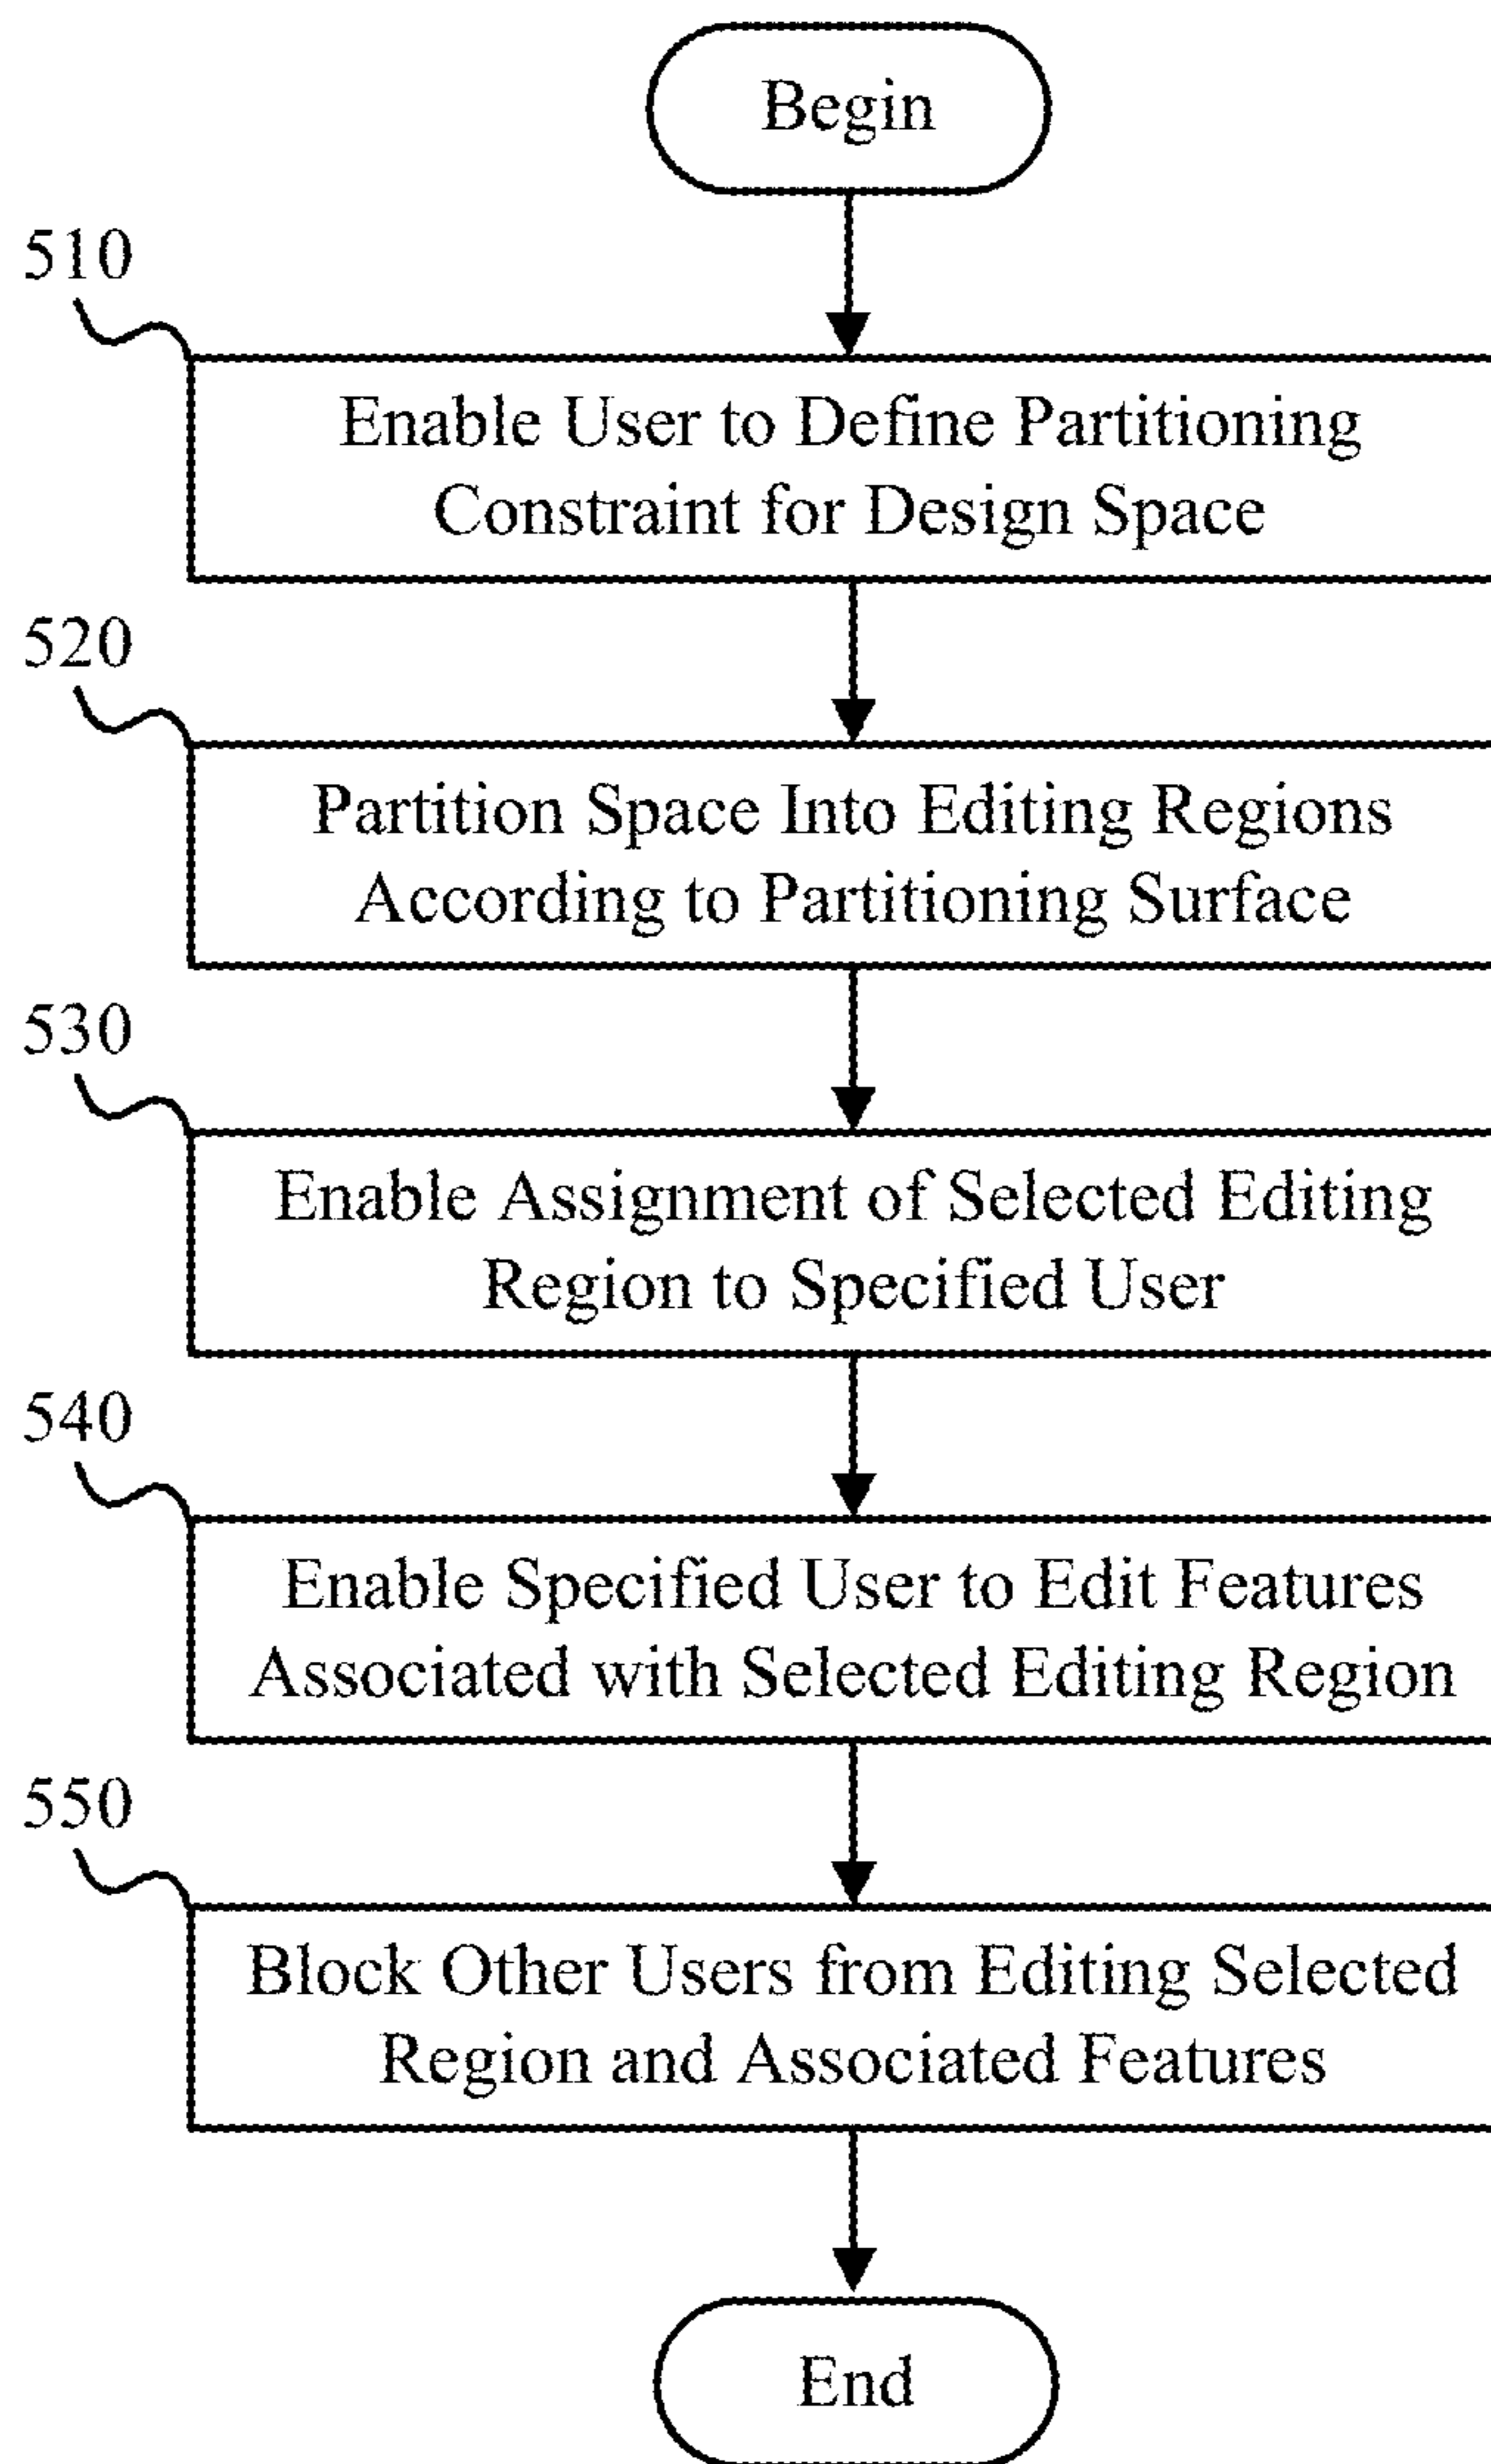 Begin
510
Enable User to Define Partitioning
Constraint for Design Space
520
Partition Space Into Editing Regions
According to Partitioning Surface
530
Enable Assignment of Selected Editing
Region to Specified User
540
Enable Specified User to Edit Features
Associated with Selected Editing Region
550
Block Other Users from Editing Selected
Region and Associated Features
End